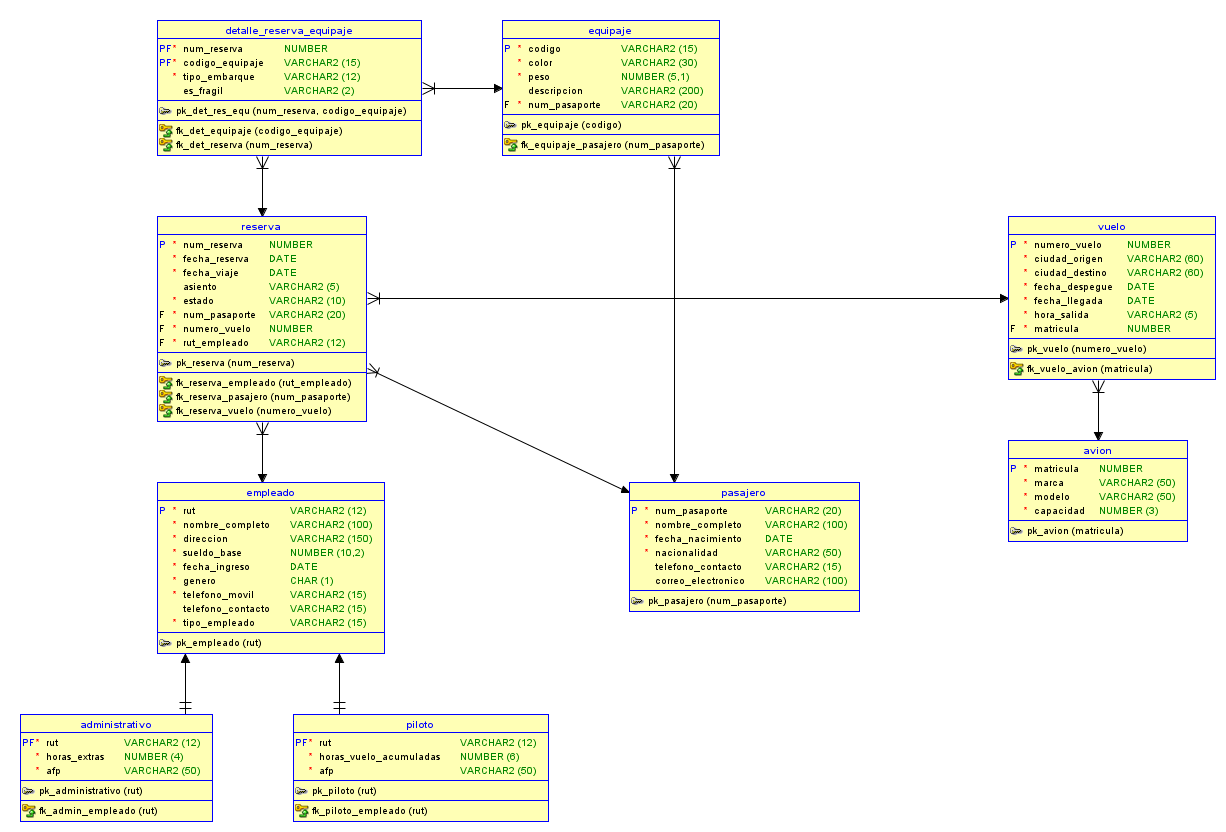 detalle_reserva_equipaje
PF* num_reserva NUMBER
PF* codigo_equipaje VARCHAR2 (15)
* tipo_embarque VARCHAR2 (12)
es_fragil VARCHAR2 (2)
pk_det_res_equ (num_reserva, codigo_equipaje)
fk_det_equipaje (codigo_equipaje)
fk_det_reserva (num_reserva)
equipaje
P * codigo VARCHAR2 (15)
* color VARCHAR2 (30)
* peso NUMBER (5,1)
descripcion VARCHAR2 (200)
F * num_pasaporte VARCHAR2 (20)
pk_equipaje (codigo)
fk_equipaje_pasajero (num_pasaporte)
reserva
P * num_reserva NUMBER
* fecha_reserva DATE
* fecha_viaje DATE
asiento VARCHAR2 (5)
* estado VARCHAR2 (10)
F * num_pasaporte VARCHAR2 (20)
F * numero_vuelo NUMBER
F * rut_empleado VARCHAR2 (12)
pk_reserva (num_reserva)
fk_reserva_empleado (rut_empleado)
fk_reserva_pasajero (num_pasaporte)
fk_reserva_vuelo (numero_vuelo)
vuelo
P * numero_vuelo NUMBER
* ciudad_origen VARCHAR2 (60)
* ciudad_destino VARCHAR2 (60)
* fecha_despegue DATE
* fecha_llegada DATE
* hora_salida VARCHAR2 (5)
F * matricula NUMBER
pk_vuelo (numero_vuelo)
fk_vuelo_avion (matricula)
avion
P * matricula NUMBER
* marca VARCHAR2 (50)
* modelo VARCHAR2 (50)
* capacidad NUMBER (3)
pk_avion (matricula)
empleado
P * rut VARCHAR2 (12)
* nombre_completo VARCHAR2 (100)
* direccion VARCHAR2 (150)
* sueldo_base NUMBER (10,2)
* fecha_ingreso DATE
* genero CHAR (1)
* telefono_movil VARCHAR2 (15)
telefono_contacto VARCHAR2 (15)
* tipo_empleado VARCHAR2 (15)
pk_empleado (rut)
pasajero
P * num_pasaporte VARCHAR2 (20)
* nombre_completo VARCHAR2 (100)
* fecha_nacimiento DATE
* nacionalidad VARCHAR2 (50)
telefono_contacto VARCHAR2 (15)
correo_electronico VARCHAR2 (100)
pk_pasajero (num_pasaporte)
administrativo
PF* rut VARCHAR2 (12)
* horas_extras NUMBER (4)
* afp VARCHAR2 (50)
pk_administrativo (rut)
fk_admin_empleado (rut)
piloto
PF* rut VARCHAR2 (12)
* horas_vuelo_acumuladas NUMBER (6)
* afp VARCHAR2 (50)
pk_piloto (rut)
fk_piloto_empleado (rut)